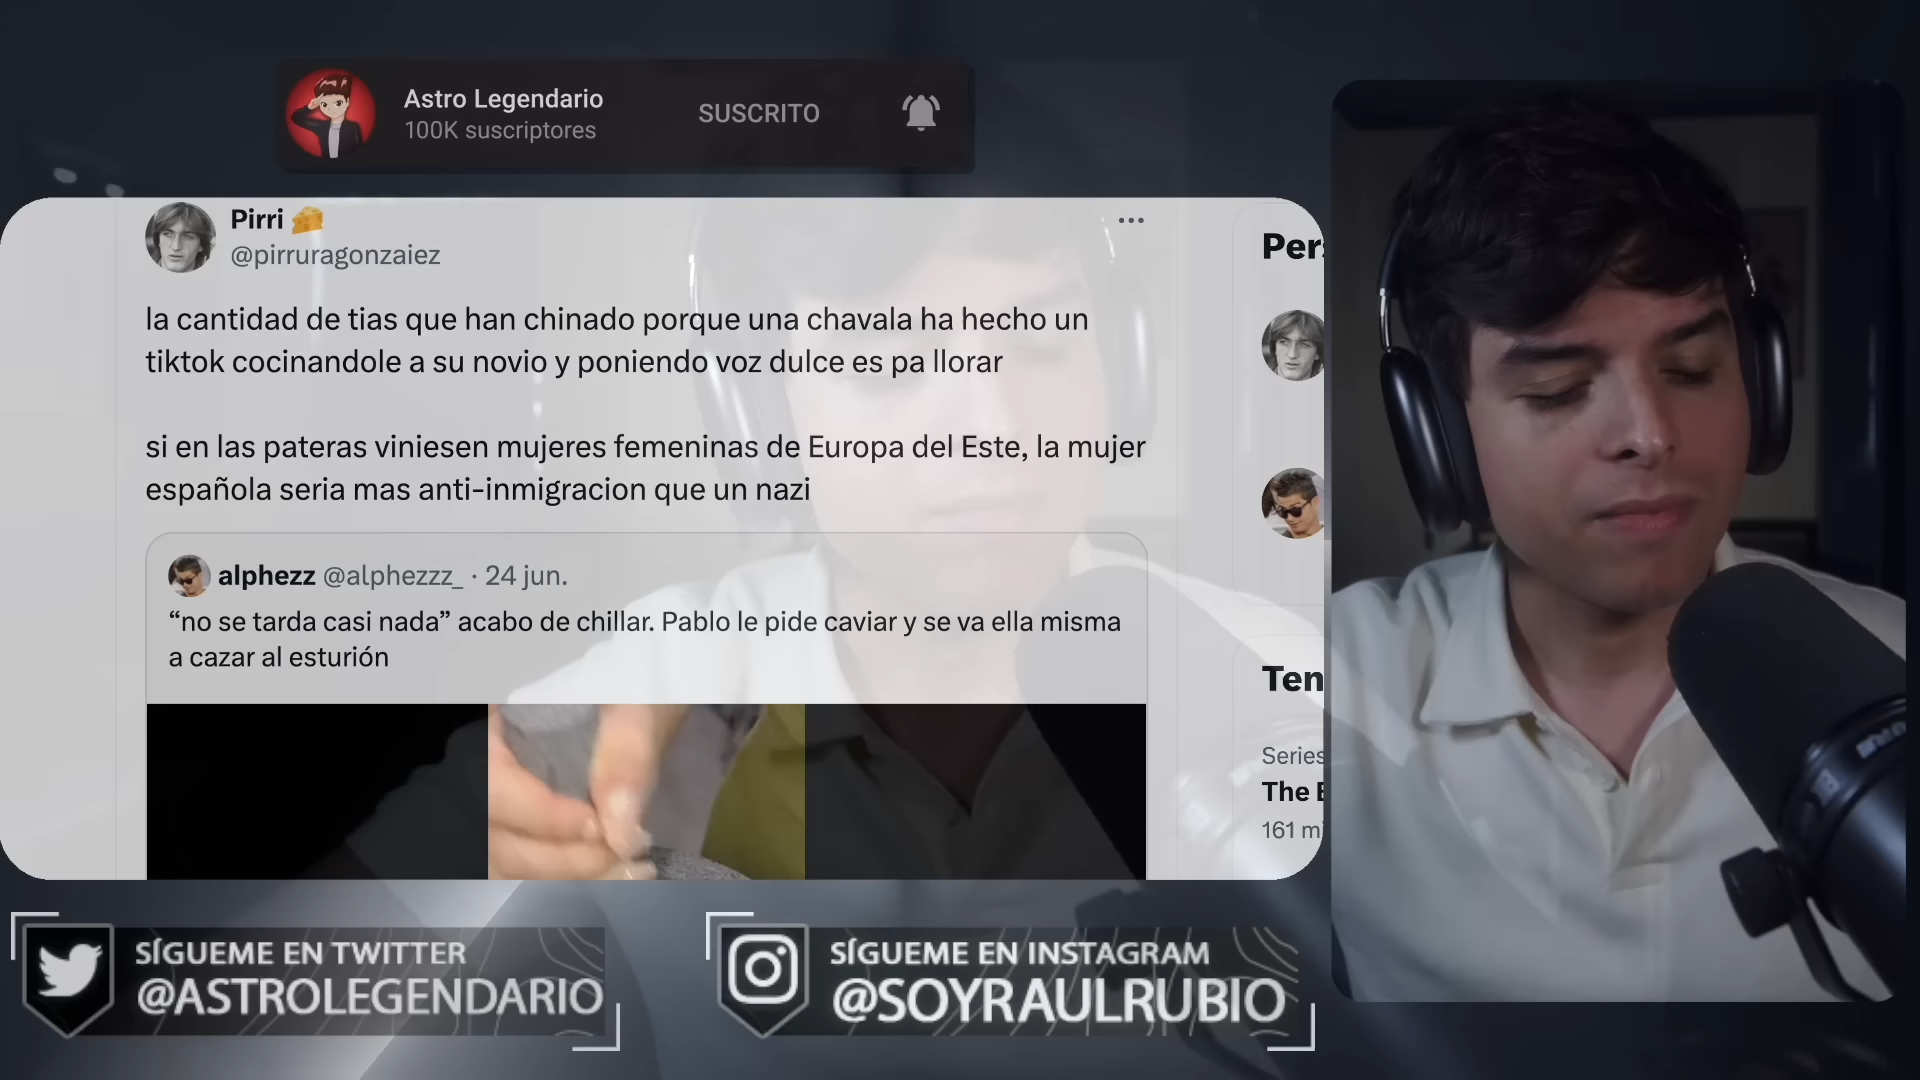 Astro Legendario
100K suscriptores
SUSCRITO
Pirri
@pirruragonzaiez
la cantidad de tias que han chinado porque una chavala ha hecho un
tiktok cocinandole a su novio y poniendo voz dulce es pa llorar
si en las pateras viniesen mujeres femeninas de Europa del Este, la mujer
española seria mas anti-inmigracion que un nazi
alphezz @alphezzz_ · 24 jun.
“no se tarda casi nada” acabo de chillar. Pablo le pide caviar y se va ella misma
a cazar al esturión
Per
Ten
Series
The
161 m
SÍGUEME EN TWITTER
@ASTROLEGENDARIO
SÍGUEME EN INSTAGRAM
@SOYRAULRUBIO